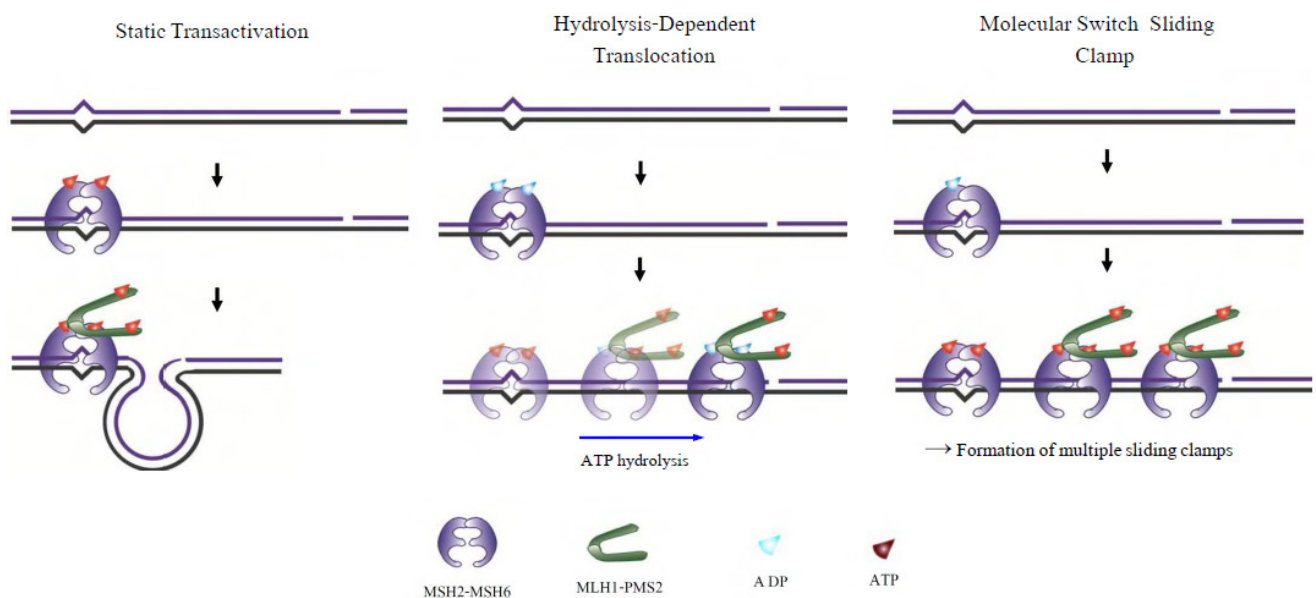 Static Transactivation
Hydrolysis-Dependent
Translocation
Molecular Switch Sliding
Clamp
ATP hydrolysis
→ Formation of multiple sliding clamps
MSH2-MSH6
MLH1-PMS2
A DP
ATP